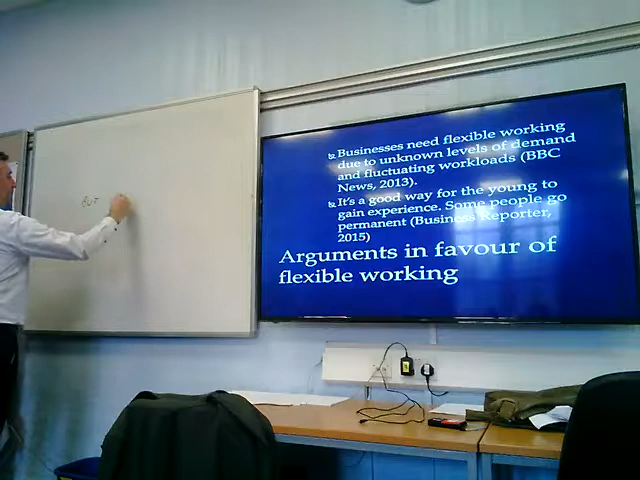 Businesses need flexible working
due to unknown levels of demand
and fluctuating workloads (BBC
News, 2013).
It's a good way for the young to
gain experience. Some people go
permanent (Business Reporter,
2015)
Arguments in favour of
flexible working